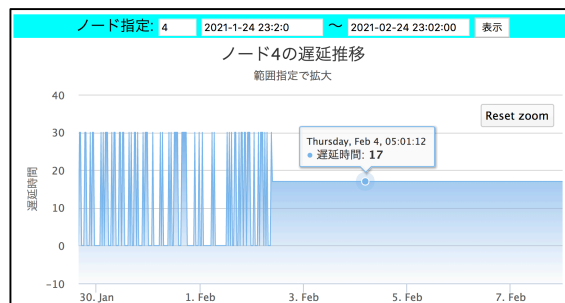 ノード指定: 4 2021-1-24 23:2:0 ～ 2021-02-24 23:02:00 表示
ノード4の遅延推移
範囲指定で拡大
Reset zoom
Thursday, Feb 4, 05:01:12
● 遅延時間: 17
遅延時間
40
30
20
10
0
-10
30. Jan 1. Feb 3. Feb 5. Feb 7. Feb